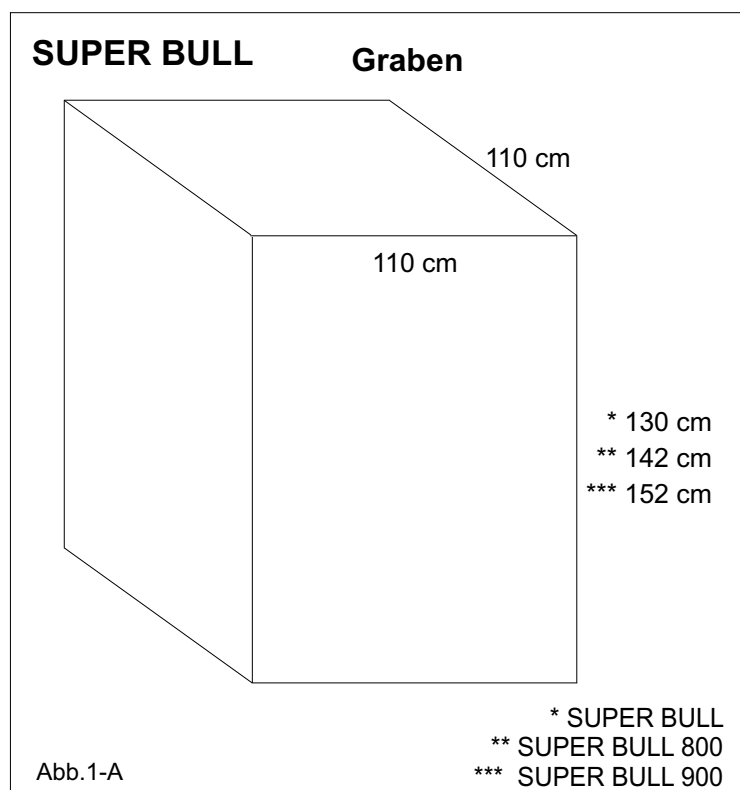 SUPER BULL
Graben
110 cm
110 cm
* 130 cm
** 142 cm
*** 152 cm
* SUPER BULL
** SUPER BULL 800
*** SUPER BULL 900
Abb.1-A